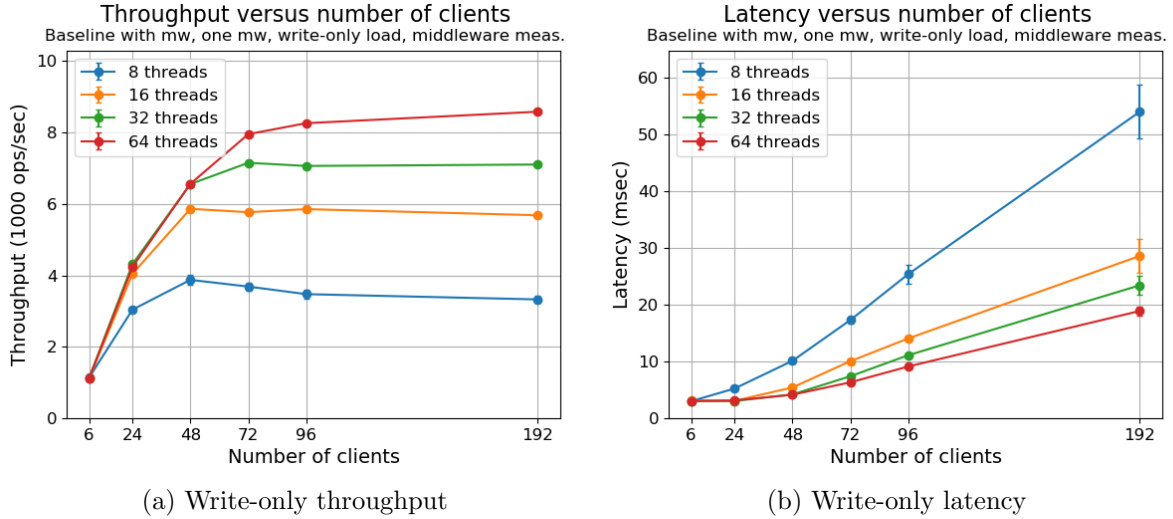 Throughput versus number of clients
Baseline with mw, one mw, write-only load, middleware meas.
10
8
6
4
2
0
Throughput (1000 ops/sec)
8 threads
16 threads
32 threads
64 threads
6 24 48 72 96 192
Number of clients
(a) Write-only throughput
Latency versus number of clients
Baseline with mw, one mw, write-only load, middleware meas.
60
50
40
30
20
10
0
Latency (msec)
8 threads
16 threads
32 threads
64 threads
6 24 48 72 96 192
Number of clients
(b) Write-only latency